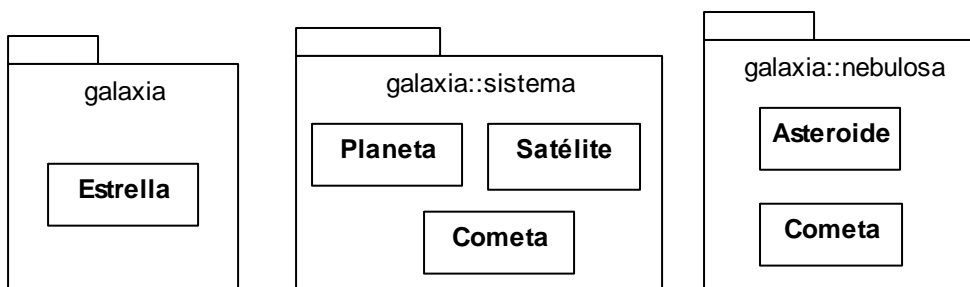 galaxia
Estrella
galaxia::sistema
Planeta
Satélite
Cometa
galaxia::nebulosa
Asteroide
Cometa